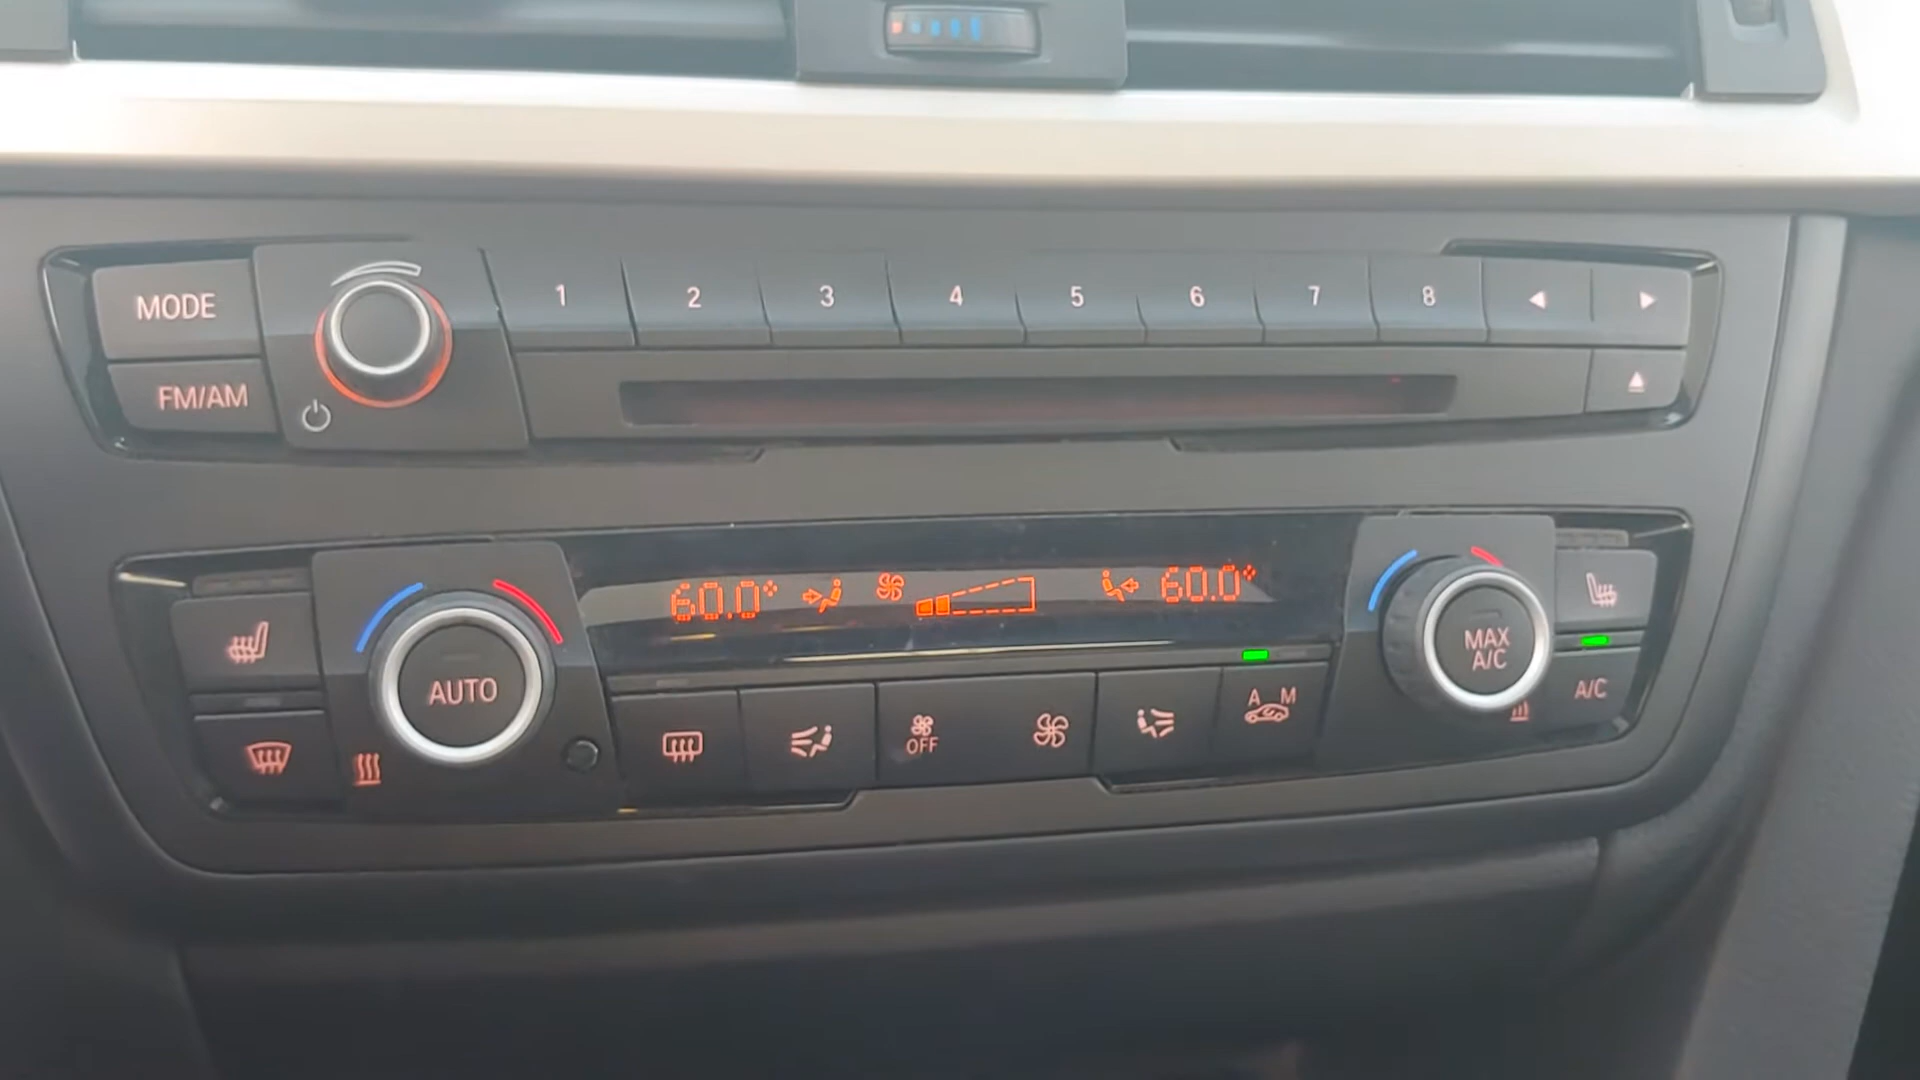 MODE
1 2 3 4 5 6 7 8
FM/AM
60.0° 60.0°
AUTO
MAX
A/C
A M
A/C
OFF